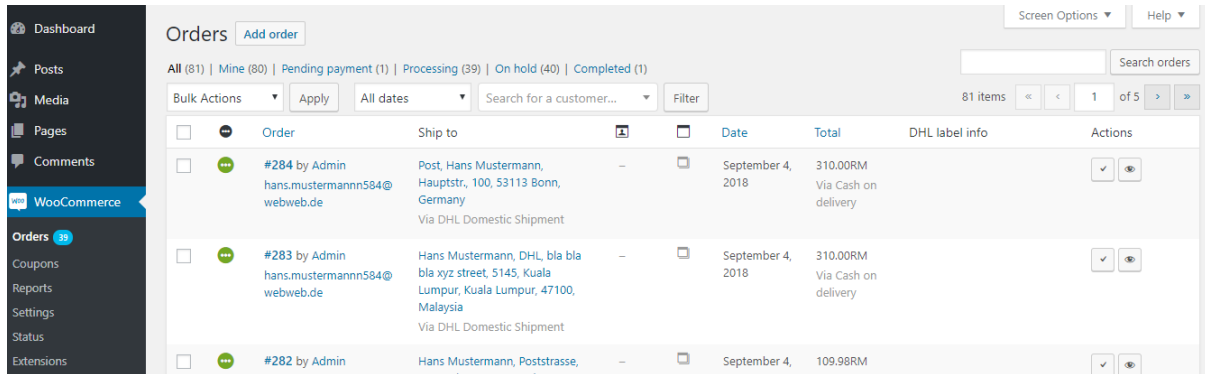 Dashboard
Posts
Media
Pages
Comments
woo WooCommerce
Orders 39
Coupons
Reports
Settings
Status
Extensions
Screen Options ▼ Help ▼
Orders Add order
All (81) | Mine (80) | Pending payment (1) | Processing (39) | On hold (40) | Completed (1)
Search orders
Bulk Actions ▼ Apply All dates ▼ Search for a customer... ▼ Filter
81 items « ‹ 1 of 5 › »
Order Ship to Date Total DHL label info Actions
#284 by Admin
hans.mustermannn584@
webweb.de
Post, Hans Mustermann,
Hauptstr., 100, 53113 Bonn,
Germany
Via DHL Domestic Shipment
–
September 4,
2018
310.00RM
Via Cash on
delivery
#283 by Admin
hans.mustermannn584@
webweb.de
Hans Mustermann, DHL, bla bla
bla xyz street, 5145, Kuala
Lumpur, Kuala Lumpur, 47100,
Malaysia
Via DHL Domestic Shipment
–
September 4,
2018
310.00RM
Via Cash on
delivery
#282 by Admin
Hans Mustermann, Poststrasse,
–
September 4,
109.98RM